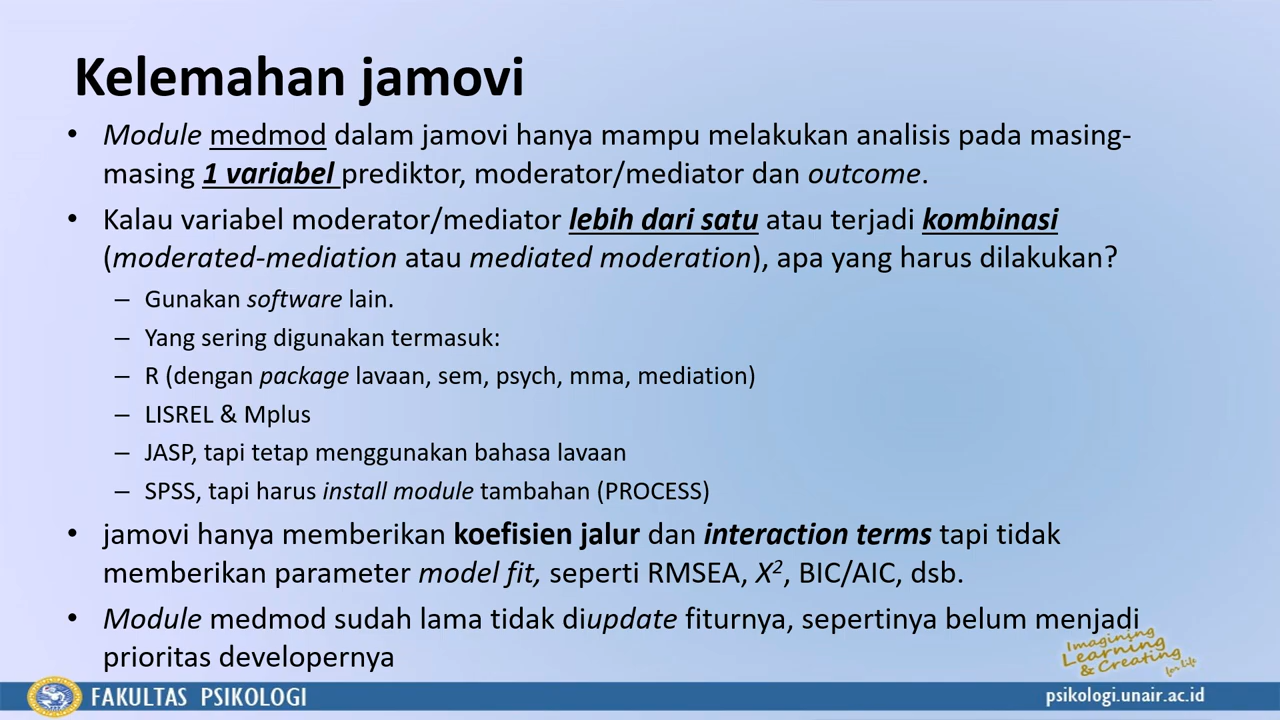 Kelemahan jamovi
• Module medmod dalam jamovi hanya mampu melakukan analisis pada masing-
masing 1 variabel prediktor, moderator/mediator dan outcome.
• Kalau variabel moderator/mediator lebih dari satu atau terjadi kombinasi
(moderated-mediation atau mediated moderation), apa yang harus dilakukan?
– Gunakan software lain.
– Yang sering digunakan termasuk:
– R (dengan package lavaan, sem, psych, mma, mediation)
– LISREL & Mplus
– JASP, tapi tetap menggunakan bahasa lavaan
– SPSS, tapi harus install module tambahan (PROCESS)
• jamovi hanya memberikan koefisien jalur dan interaction terms tapi tidak
memberikan parameter model fit, seperti RMSEA, X², BIC/AIC, dsb.
• Module medmod sudah lama tidak diupdate fiturnya, sepertinya belum menjadi
prioritas developernya
Imagining
Learning
& Creating
for life
FAKULTAS PSIKOLOGI
psikologi.unair.ac.id